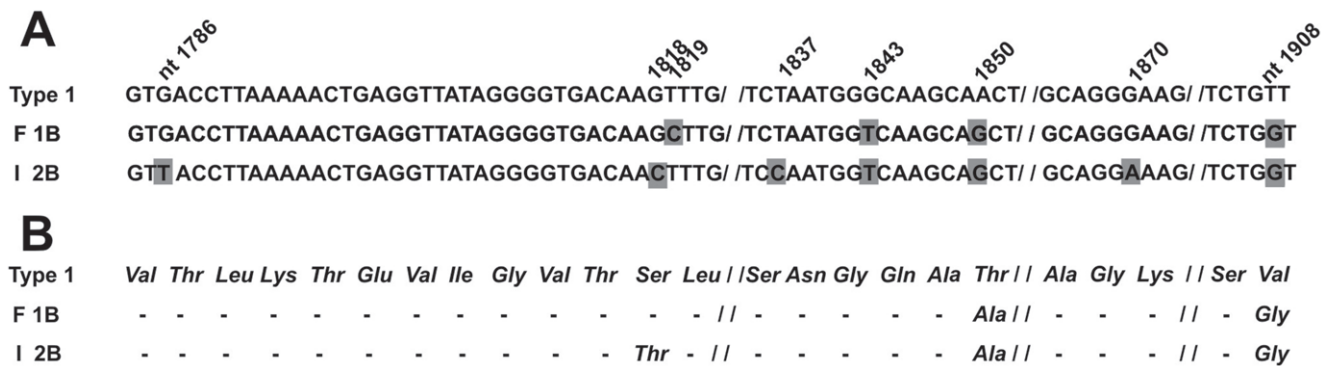 A
nt 1786 1818 1819 1837 1843 1850 1870 nt 1908
Type 1 GTGACCTTAAAAACTGAGGTTATAGGGGTGACAAGTTTG/ /TCTAATGGGCAAGCAACT/ /GCAGGGAAG/ /TCTGTT
F 1B GTGACCTTAAAAACTGAGGTTATAGGGGTGACAAGCTTG/ /TCTAATGGTCAAGCAGCT/ / GCAGGGAAG/ /TCTGGT
I 2B GTTACCTTAAAAACTGAGGTTATAGGGGTGACAACTTTG/ /TCCAATGGTCAAGCAGCT/ / GCAGGAAAG/ /TCTGGT
B
Type 1 Val Thr Leu Lys Thr Glu Val Ile Gly Val Thr Ser Leu / / Ser Asn Gly Gln Ala Thr / / Ala Gly Lys / / Ser Val
F 1B - - - - - - - - - - - - - / / - - - - - Ala / / - - - / / - Gly
I 2B - - - - - - - - - - - Thr - / / - - - - - Ala / / - - - / / - Gly